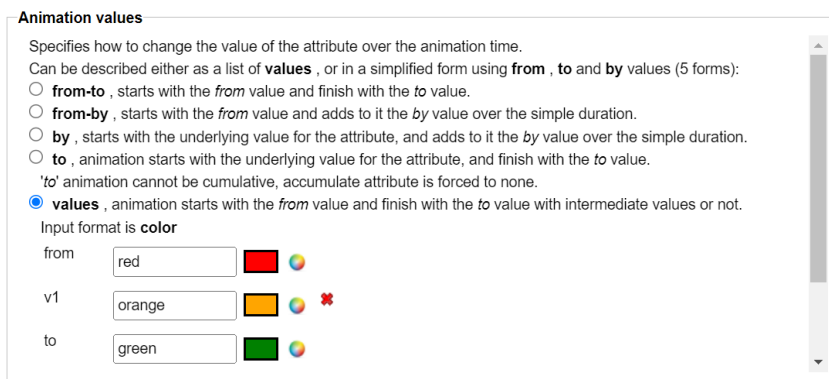 Animation values
Specifies how to change the value of the attribute over the animation time.
Can be described either as a list of values , or in a simplified form using from , to and by values (5 forms):
from-to , starts with the from value and finish with the to value.
from-by , starts with the from value and adds to it the by value over the simple duration.
by , starts with the underlying value for the attribute, and adds to it the by value over the simple duration.
to , animation starts with the underlying value for the attribute, and finish with the to value.
'to' animation cannot be cumulative, accumulate attribute is forced to none.
values , animation starts with the from value and finish with the to value with intermediate values or not.
Input format is color
from
red
v1
orange
to
green